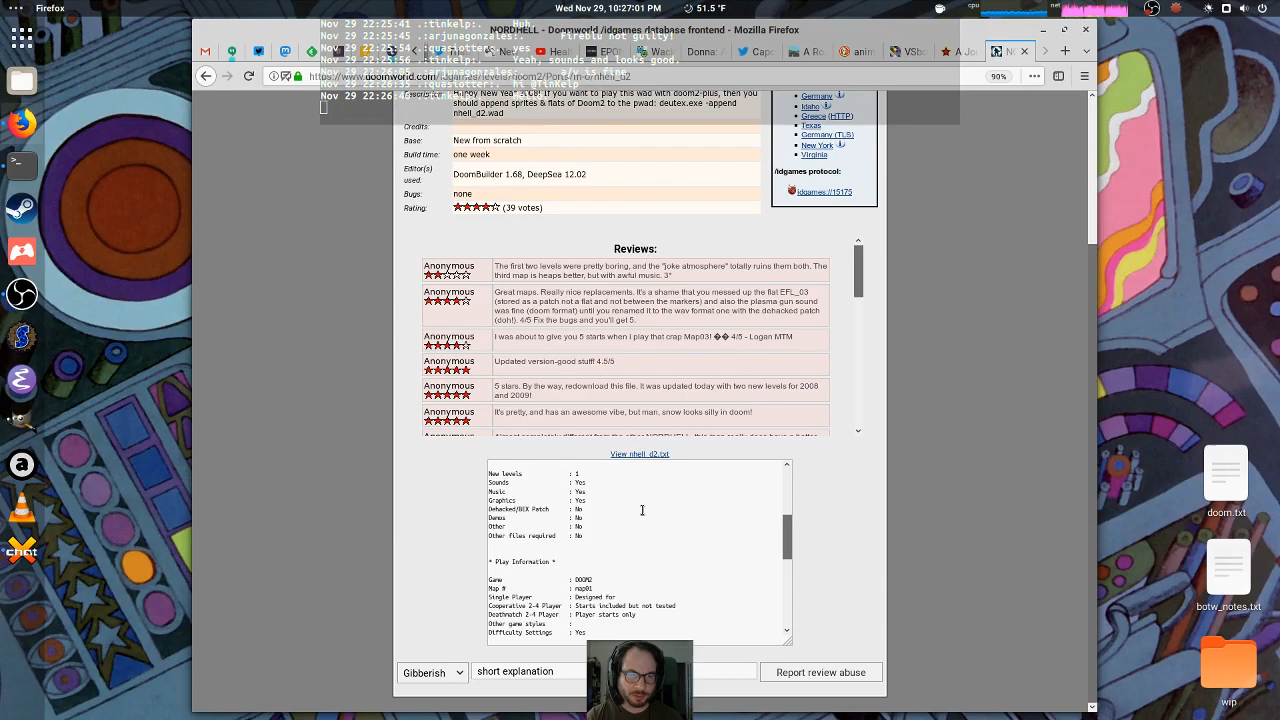 Firefox
Wed Nov 29, 10:27:01 PM
51.5 °F
cpu
Nov 29 22:25:41 .:tinkelp:. Huh,
Nov 29 22:25:45 .:arjunagonzales:. Fireblu not guilty!
Nov 29 22:25:54 .:quasiotter:. yes
Nov 29 22:25:56 .:tinkelp:. Yeah, sounds and looks good.
.:arjunagonzales: a/v is fine
.:quasiotter:. hi @tinkelp
NORDHELL - Doomworld /idgames database frontend - Mozilla Firefox
https://www.doomworld.com
90%
should append sprites & flats of Doom2 to the pwad: deutex.exe -append
nhell_d2.wad
Credits:
Base: New from scratch
Build time: one week
Editor(s)
used: DoomBuilder 1.68, DeepSea 12.02
Bugs: none
Rating: (39 votes)
Germany
Idaho
Greece (HTTP)
Texas
Germany (TLS)
New York
Virginia
/idgames protocol:
idgames://15175
Reviews:
Anonymous
The first two levels were pretty boring, and the "joke atmosphere" totally ruins them both. The
third map is heaps better, but with awful music. 3*
Anonymous
Great maps. Really nice replacements. It's a shame that you messed up the flat EFL_03
(stored as a patch not a flat and not between the markers) and also the plasma gun sound
was fine (doom format) until you renamed it to the wav format one with the dehacked patch
(doh!). 4/5 Fix the bugs and you'll get 5.
Anonymous
I was about to give you 5 starts when i play that crap Map03! �� 4/5 - Logan MTM
Anonymous
Updated version-good stuff! 4.5/5
Anonymous
5 stars. By the way, redownload this file. It was updated today with two new levels for 2008
and 2009!
Anonymous
It's pretty, and has an awesome vibe, but man, snow looks silly in doom!
View nhell_d2.txt
New levels : 1
Sounds : Yes
Music : Yes
Graphics : Yes
Dehacked/BEX Patch : No
Demos : No
Other : No
Other files required : No
* Play Information *
Game : DOOM2
Map # : map01
Single Player : Designed for
Cooperative 2-4 Player : Starts included but not tested
Deathmatch 2-4 Player : Player starts only
Other game styles :
Difficulty Settings : Yes
Gibberish
short explanation
Report review abuse
doom.txt
botw_notes.txt
wip
chat